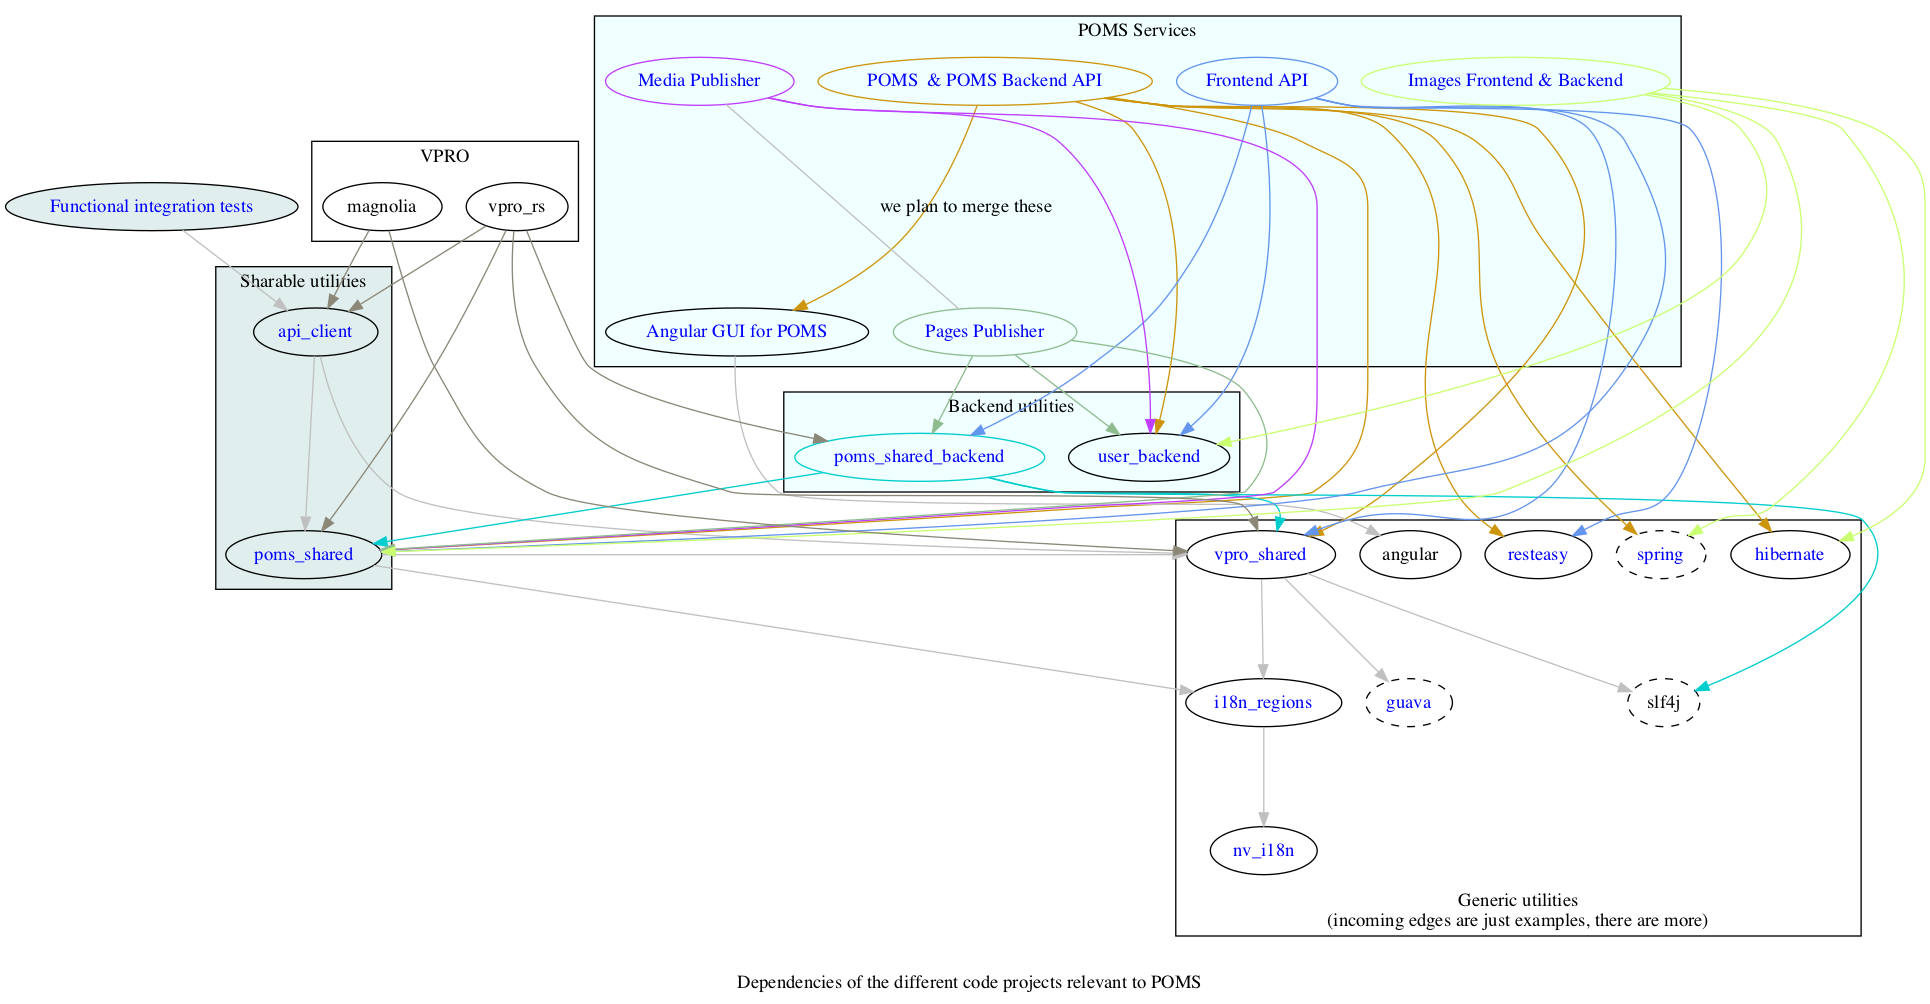 POMS Services
Media Publisher
POMS  & POMS Backend API
Frontend API
Images Frontend & Backend
VPRO
Functional integration tests
magnolia
vpro_rs
we plan to merge these
Sharable utilities
api_client
Angular GUI for POMS
Pages Publisher
Backend utilities
poms_shared_backend
user_backend
poms_shared
vpro_shared
angular
resteasy
spring
hibernate
i18n_regions
guava
slf4j
nv_i18n
Generic utilities
(incoming edges are just examples, there are more)
Dependencies of the different code projects relevant to POMS